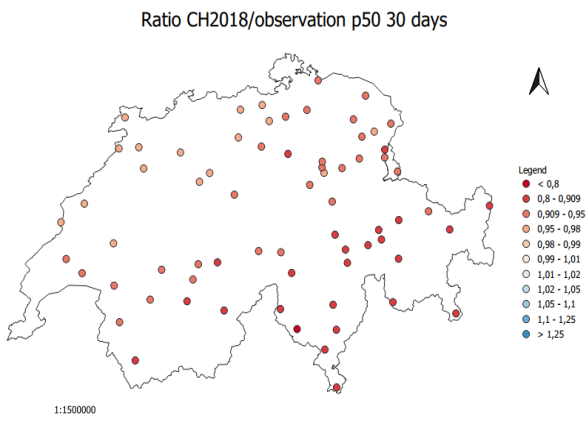 Ratio CH2018/observation p50 30 days
Legend
< 0,8
0,8 - 0,909
0,909 - 0,95
0,95 - 0,98
0,98 - 0,99
0,99 - 1,01
1,01 - 1,02
1,02 - 1,05
1,05 - 1,1
1,1 - 1,25
> 1,25
1:1500000